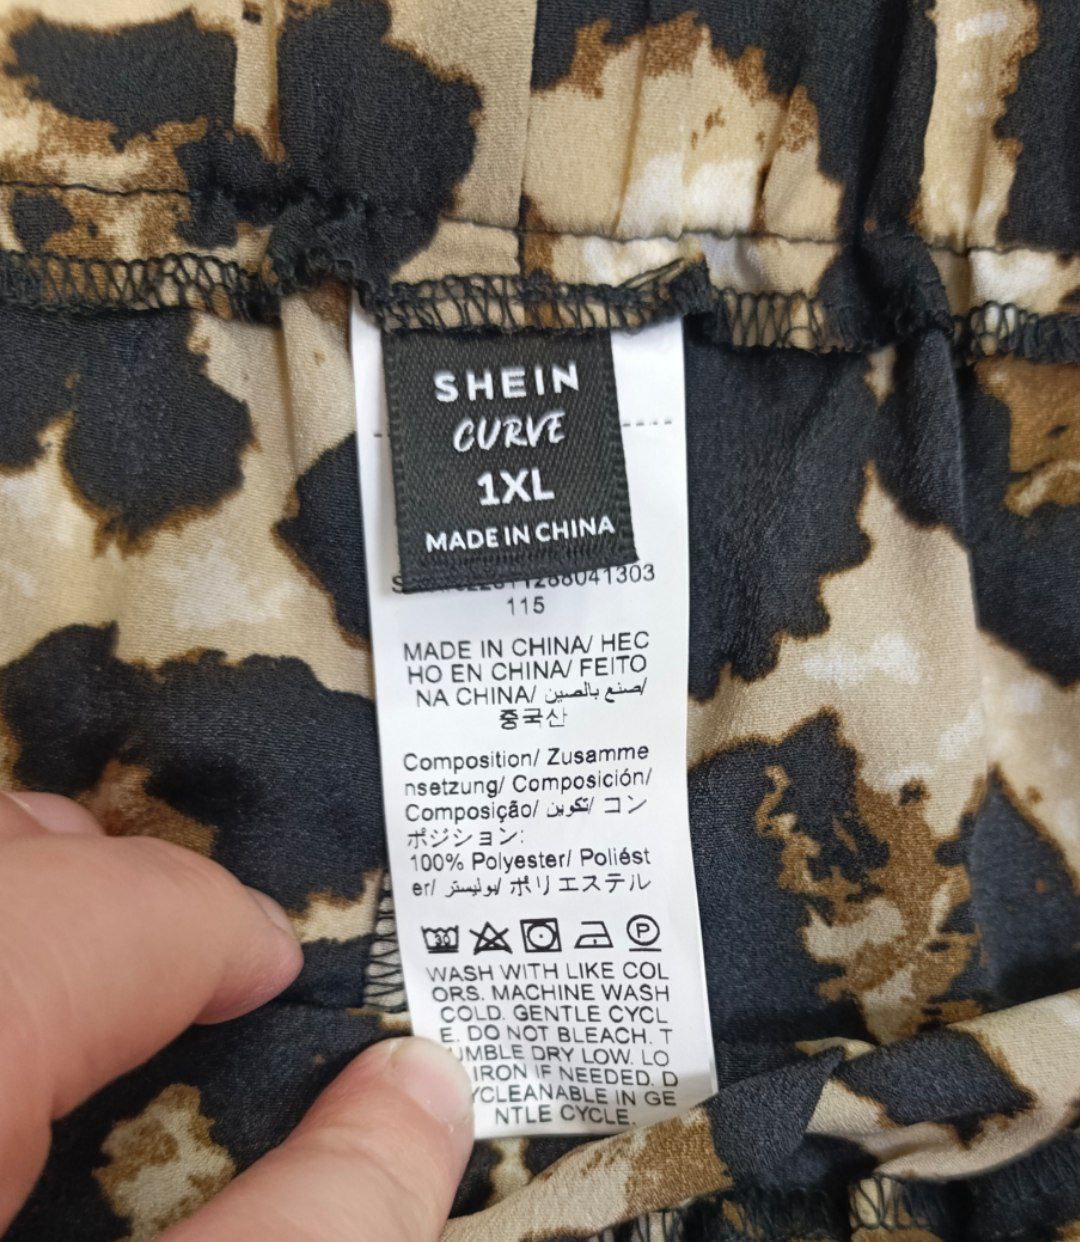 SHEIN
CURVE
1XL
MADE IN CHINA
115
MADE IN CHINA/ HEC
HO EN CHINA/ FEITO
NA CHINA/ صنع بالصين/
중국산
Composition/ Zusamme
nsetzung/ Composición/
Composição/ تكوين/ コン
ポジション:
100% Polyester/ Poliést
er/ بوليستر/ ポリエステル
30
P
WASH WITH LIKE COL
ORS. MACHINE WASH
COLD. GENTLE CYCL
E. DO NOT BLEACH. T
UMBLE DRY LOW. LO
IRON IF NEEDED. D
YCLEANABLE IN GE
NTLE CYCLE.